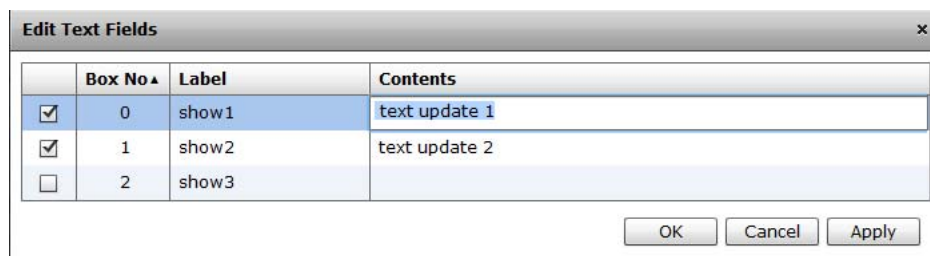 Edit Text Fields ×
Box No▲ Label Contents
0 show1 text update 1
1 show2 text update 2
2 show3
OK Cancel Apply